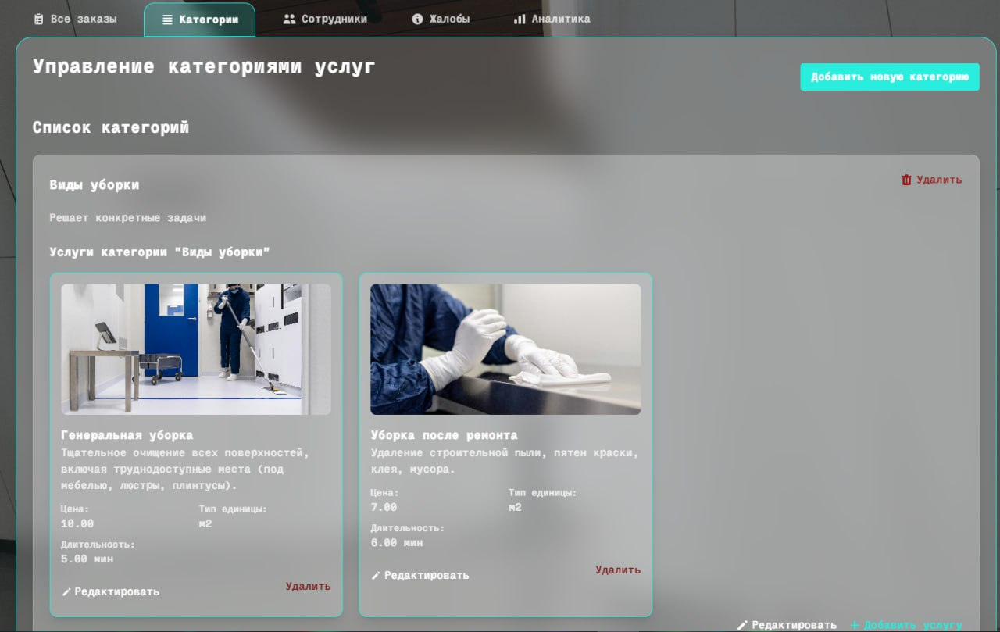 Все заказы
Категории
Сотрудники
Жалобы
Аналитика
Управление категориями услуг
Добавить новую категорию
Список категорий
Виды уборки
Удалить
Решает конкретные задачи
Услуги категории "Виды уборки"
Генеральная уборка
Тщательное очищение всех поверхностей,
включая труднодоступные места (под
мебелью, люстры, плинтусы).
Цена:
Тип единицы:
10.00
м2
Длительность:
5.00 мин
Редактировать
Удалить
Уборка после ремонта
Удаление строительной пыли, пятен краски,
клея, мусора.
Цена:
Тип единицы:
7.00
м2
Длительность:
6.00 мин
Редактировать
Удалить
Редактировать
+ Добавить услугу